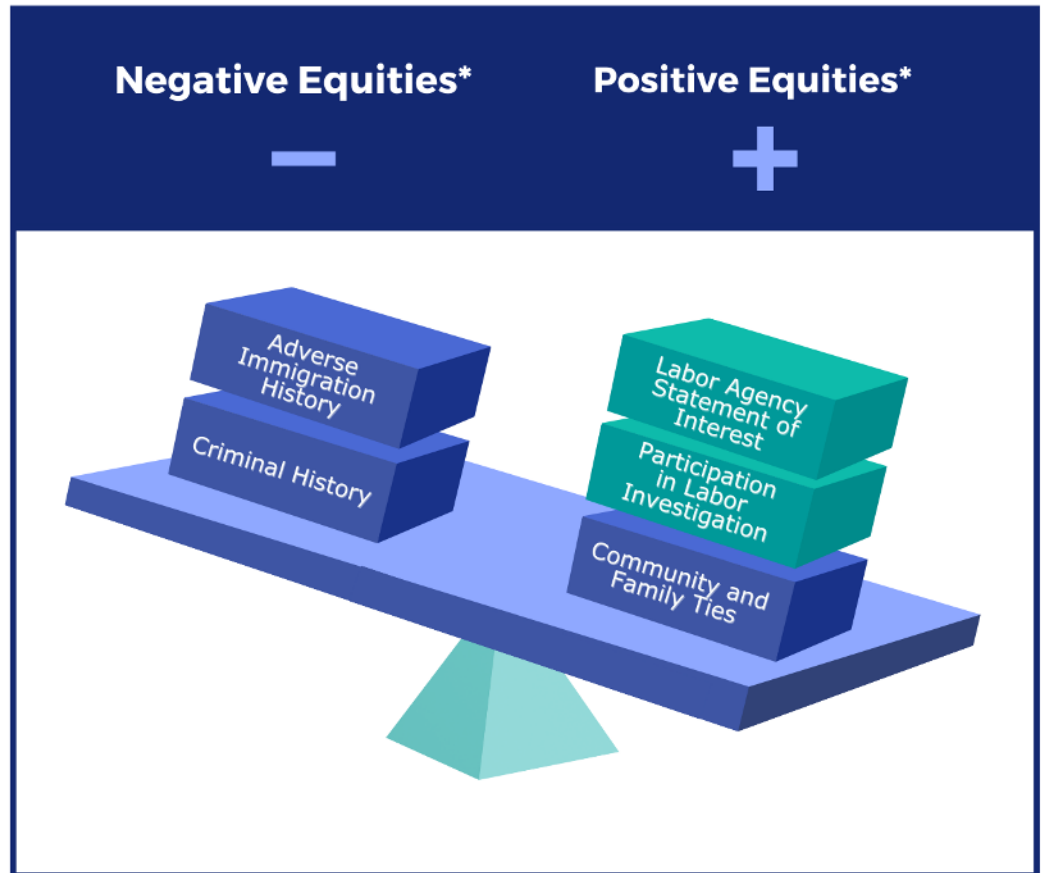 Negative Equities*
Positive Equities*
−
+
Adverse
Immigration
History
Criminal History
Labor Agency
Statement of
Interest
Participation
in Labor
Investigation
Community and
Family Ties